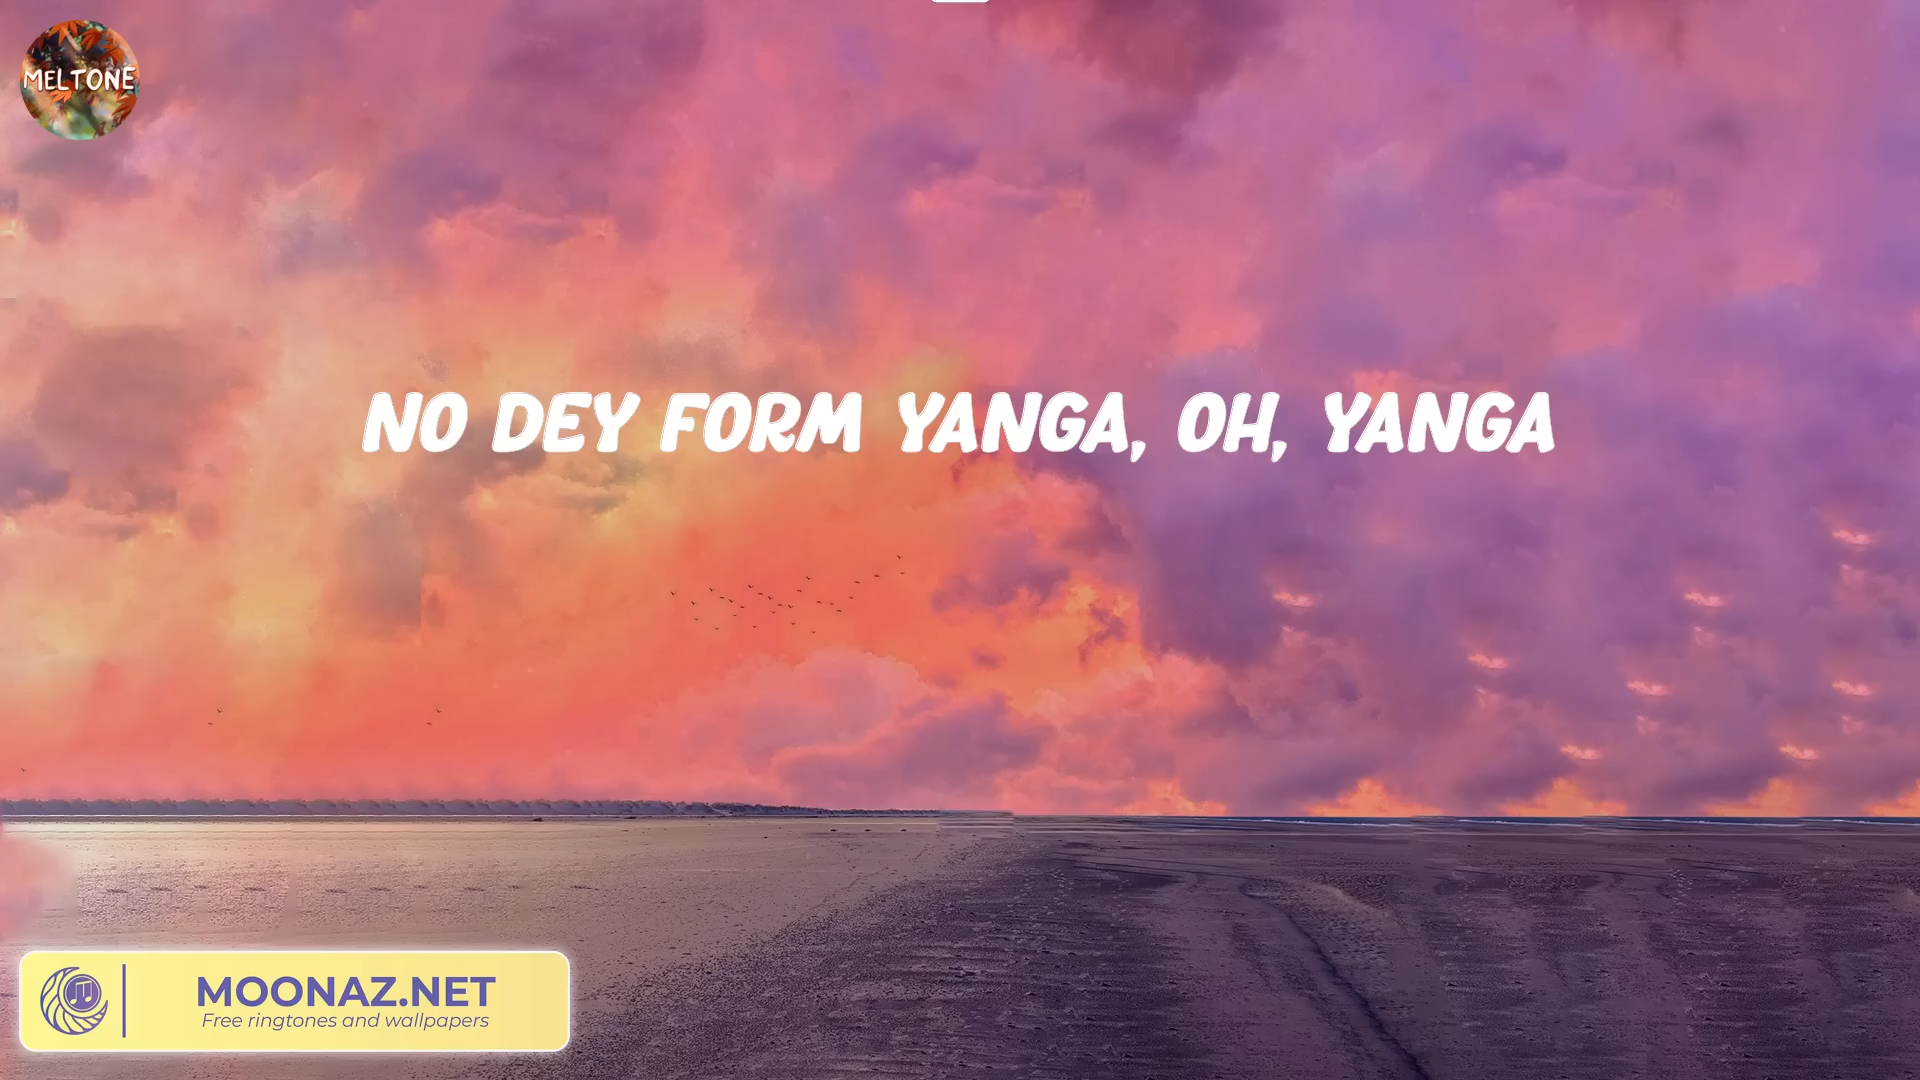 MELTONE
NO DEY FORM YANGA, OH, YANGA
MOONAZ.NET
Free ringtones and wallpapers